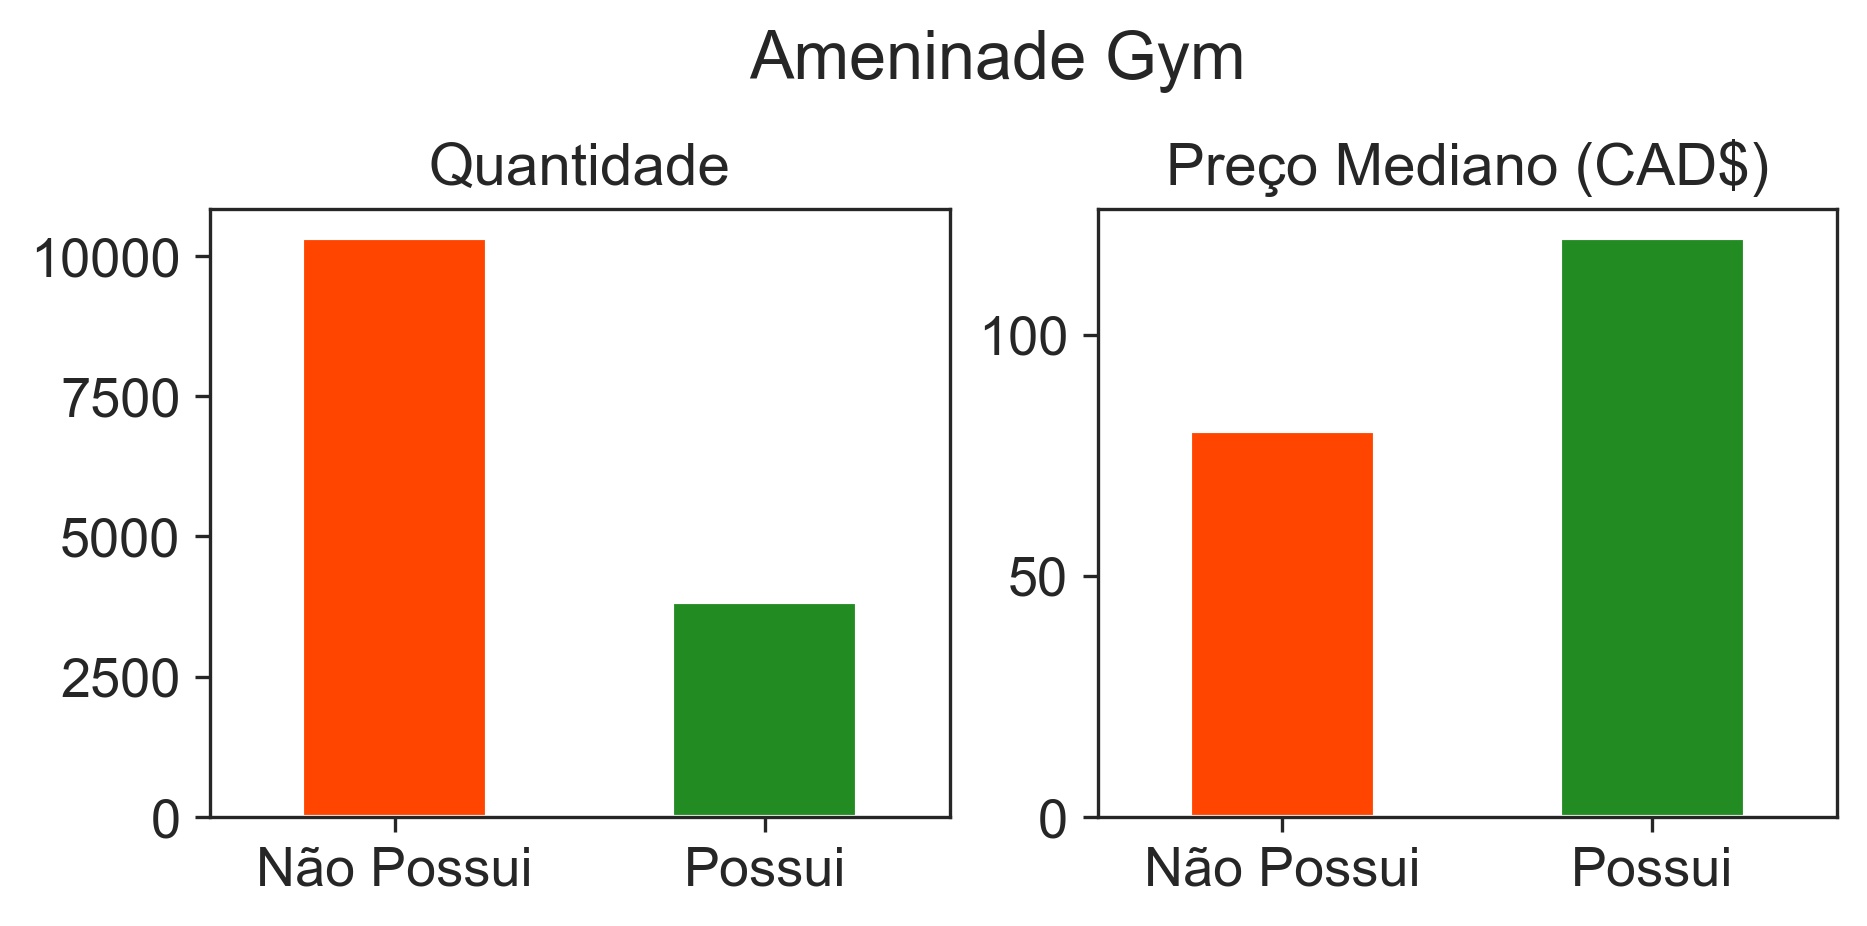 Ameninade Gym
Quantidade
10000
7500
5000
2500
0
Não Possui Possui
Preço Mediano (CAD$)
100
50
0
Não Possui Possui